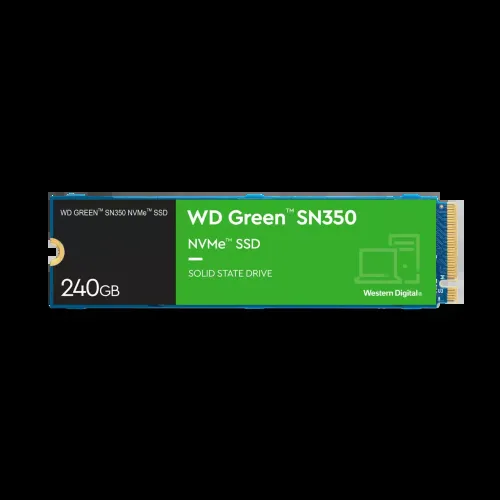 WD GREEN™ SN350 NVMe™ SSD
240GB
WD Green™ SN350
NVMe™ SSD
SOLID STATE DRIVE
Western Digital®